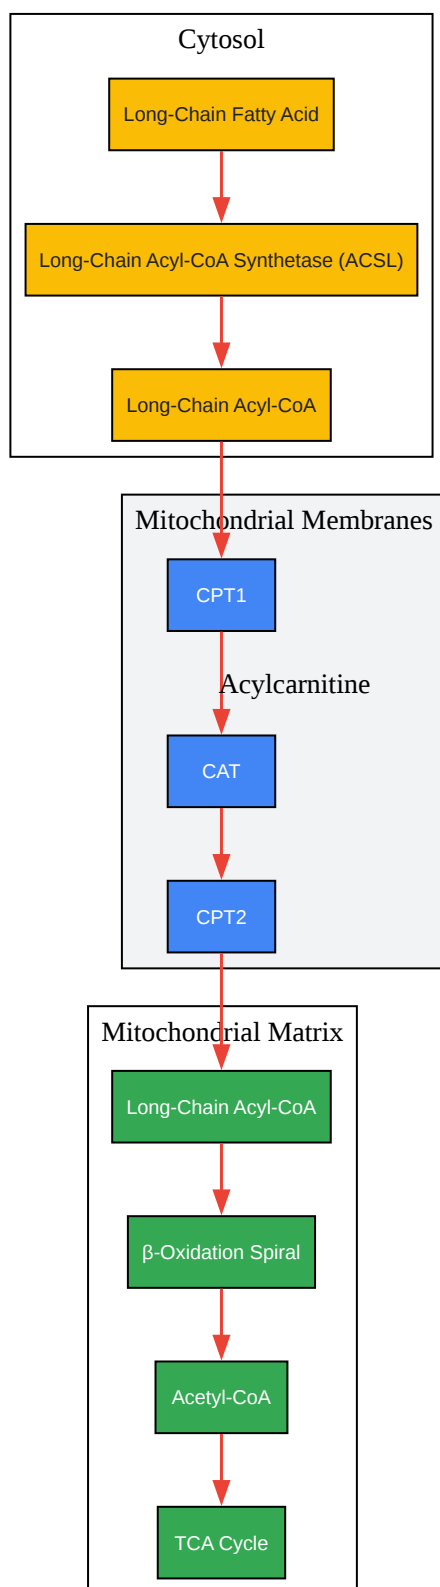 Cytosol
Long-Chain Fatty Acid
Long-Chain Acyl-CoA Synthetase (ACSL)
Long-Chain Acyl-CoA
Mitochondrial Membranes
CPT1
Acylcarnitine
CAT
CPT2
Mitochondrial Matrix
Long-Chain Acyl-CoA
β-Oxidation Spiral
Acetyl-CoA
TCA Cycle